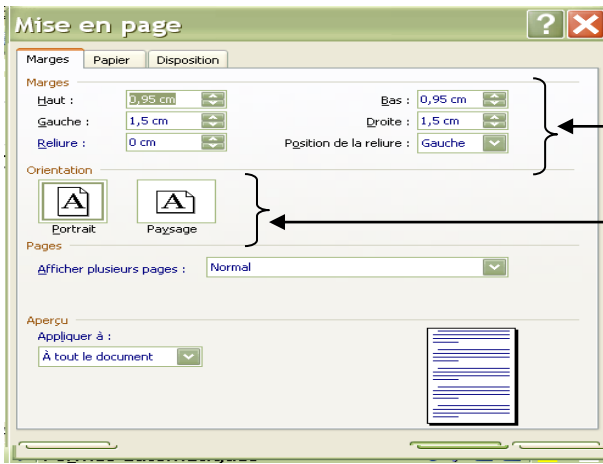 Mise en page
Marges Papier Disposition
Marges
Haut : 0,95 cm Bas : 0,95 cm
Gauche : 1,5 cm Droite : 1,5 cm
Reliure : 0 cm Position de la reliure : Gauche
Orientation
A A
Portrait Paysage
Pages
Afficher plusieurs pages : Normal
Aperçu
Appliquer à :
À tout le document